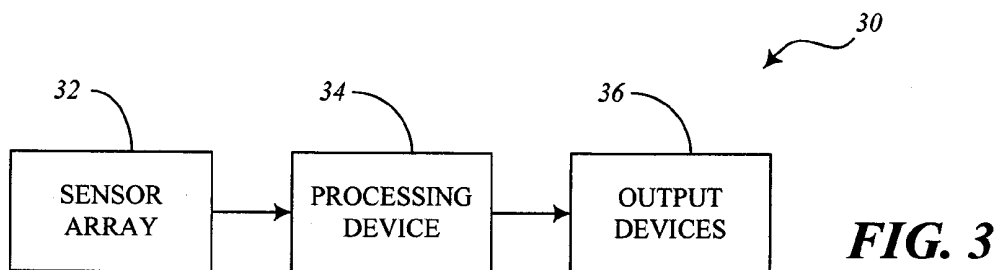 30
32
34
36
SENSOR
ARRAY
PROCESSING
DEVICE
OUTPUT
DEVICES
FIG. 3